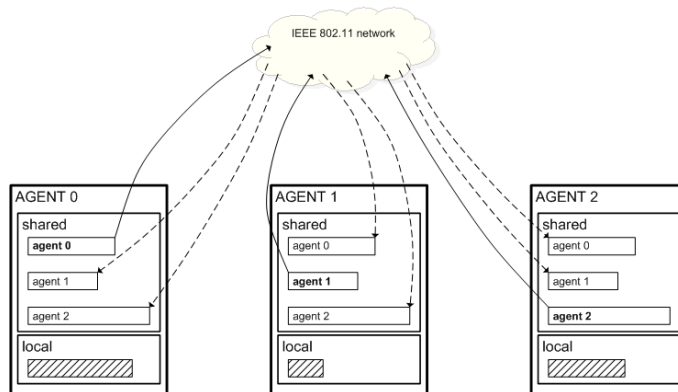 IEEE 802.11 network
AGENT 0
shared
agent 0
agent 1
agent 2
local
AGENT 1
shared
agent 0
agent 1
agent 2
local
AGENT 2
shared
agent 0
agent 1
agent 2
local